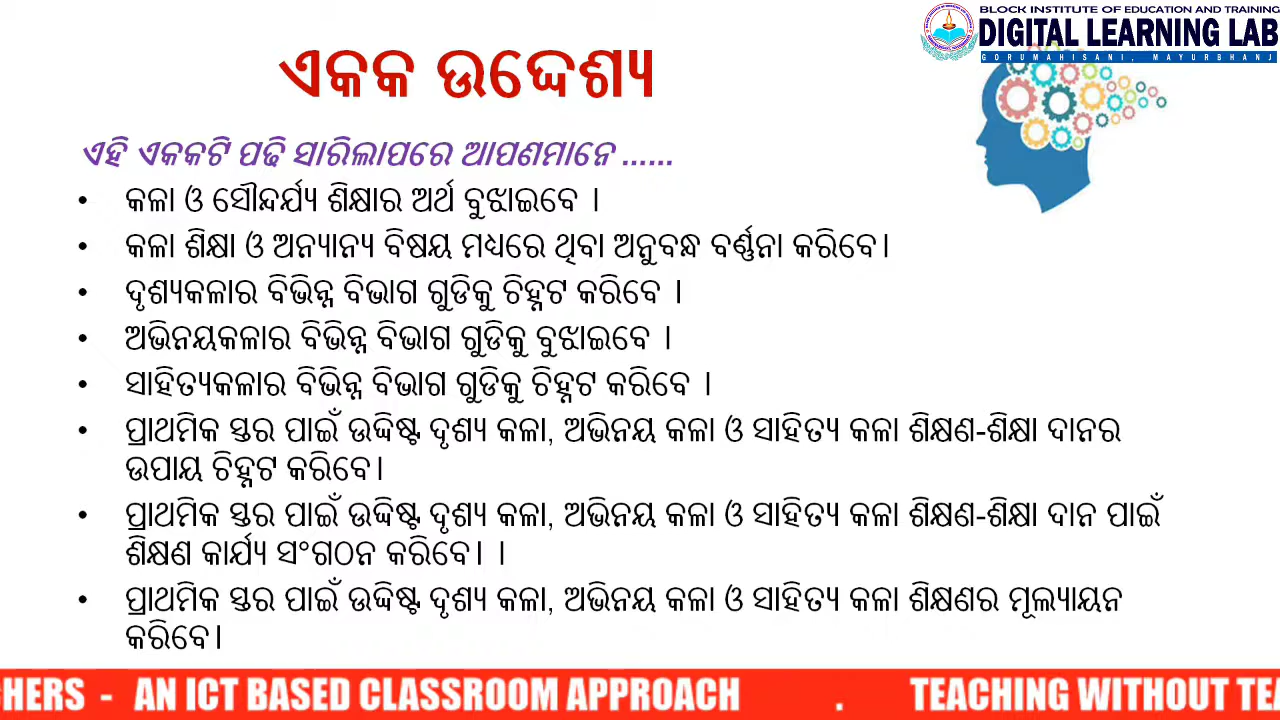 BLOCK INSTITUTE OF EDUCATION AND TRAINING
DIGITAL LEARNING LAB
GORUMAHISANI, MAYURBHANJ
ଏକକ ଉଦ୍ଦେଶ୍ୟ
ଏହି ଏକକଟି ପଢି ସାରିଲାପରେ ଆପଣମାନେ ......
• କଳା ଓ ସୌନ୍ଦର୍ଯ୍ୟ ଶିକ୍ଷାର ଅର୍ଥ ବୁଝାଇବେ ।
• କଳା ଶିକ୍ଷା ଓ ଅନ୍ୟାନ୍ୟ ବିଷୟ ମଧ୍ୟରେ ଥିବା ଅନୁବନ୍ଧ ବର୍ଣ୍ଣନା କରିବେ।
• ଦୃଶ୍ୟକଳାର ବିଭିନ୍ନ ବିଭାଗ ଗୁଡିକୁ ଚିହ୍ନଟ କରିବେ ।
• ଅଭିନୟକଳାର ବିଭିନ୍ନ ବିଭାଗ ଗୁଡିକୁ ବୁଝାଇବେ ।
• ସାହିତ୍ୟକଳାର ବିଭିନ୍ନ ବିଭାଗ ଗୁଡିକୁ ଚିହ୍ନଟ କରିବେ ।
• ପ୍ରାଥମିକ ସ୍ତର ପାଇଁ ଉଦ୍ଦିଷ୍ଟ ଦୃଶ୍ୟ କଳା, ଅଭିନୟ କଳା ଓ ସାହିତ୍ୟ କଳା ଶିକ୍ଷଣ-ଶିକ୍ଷା ଦାନର
ଉପାୟ ଚିହ୍ନଟ କରିବେ।
• ପ୍ରାଥମିକ ସ୍ତର ପାଇଁ ଉଦ୍ଦିଷ୍ଟ ଦୃଶ୍ୟ କଳା, ଅଭିନୟ କଳା ଓ ସାହିତ୍ୟ କଳା ଶିକ୍ଷଣ-ଶିକ୍ଷା ଦାନ ପାଇଁ
ଶିକ୍ଷଣ କାର୍ଯ୍ୟ ସଂଗଠନ କରିବେ। ।
• ପ୍ରାଥମିକ ସ୍ତର ପାଇଁ ଉଦ୍ଦିଷ୍ଟ ଦୃଶ୍ୟ କଳା, ଅଭିନୟ କଳା ଓ ସାହିତ୍ୟ କଳା ଶିକ୍ଷଣର ମୂଲ୍ୟାୟନ
କରିବେ।
CHERS - AN ICT BASED CLASSROOM APPROACH . TEACHING WITHOUT TEA